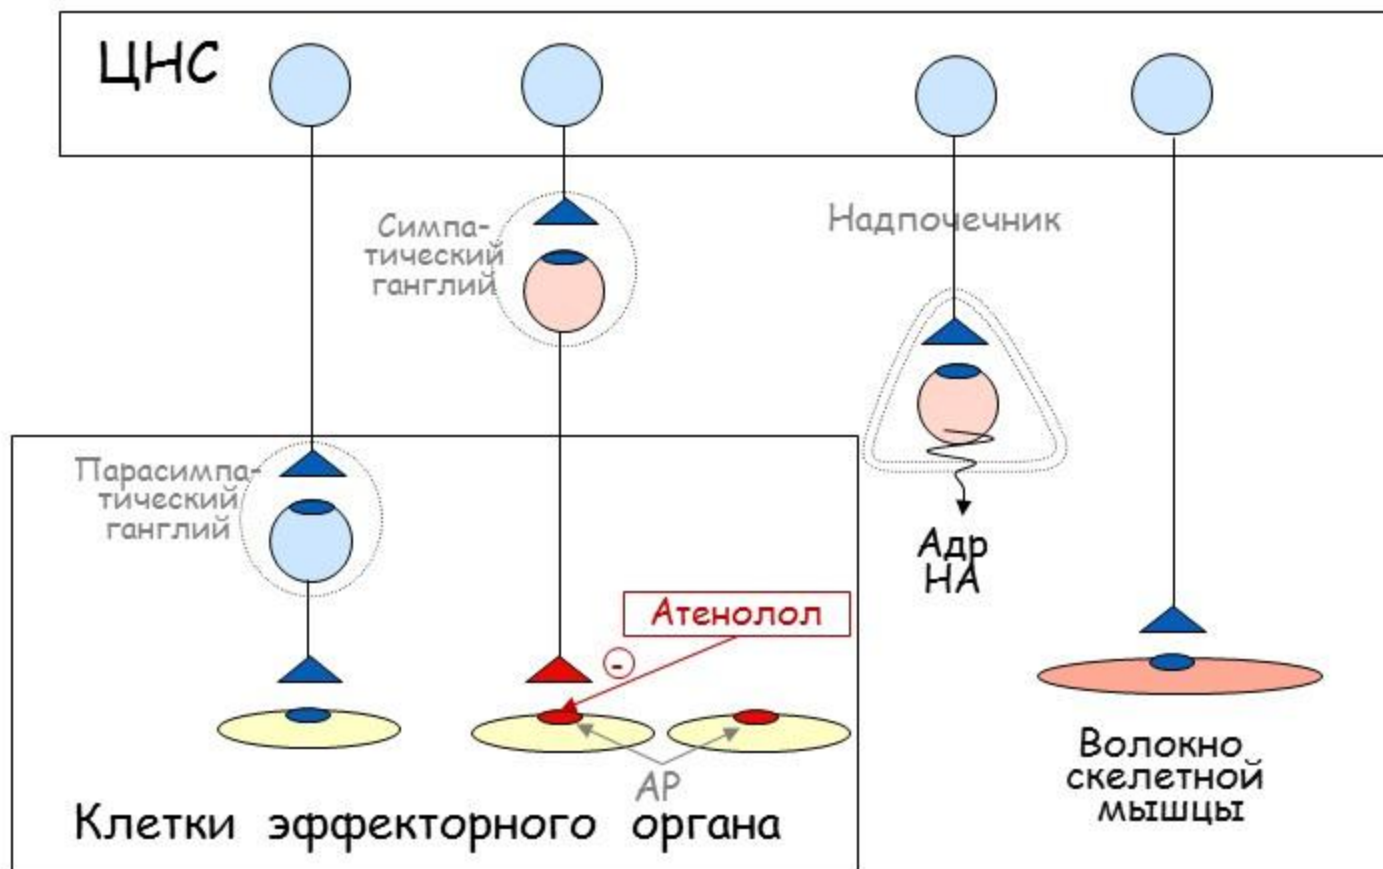 ЦНС
Симпа-
тический
ганглий
Надпочечник
Парасимпа-
тический
ганглий
Адр
НА
Атенолол
-
АР
Волокно
скелетной
мышцы
Клетки эффекторного органа